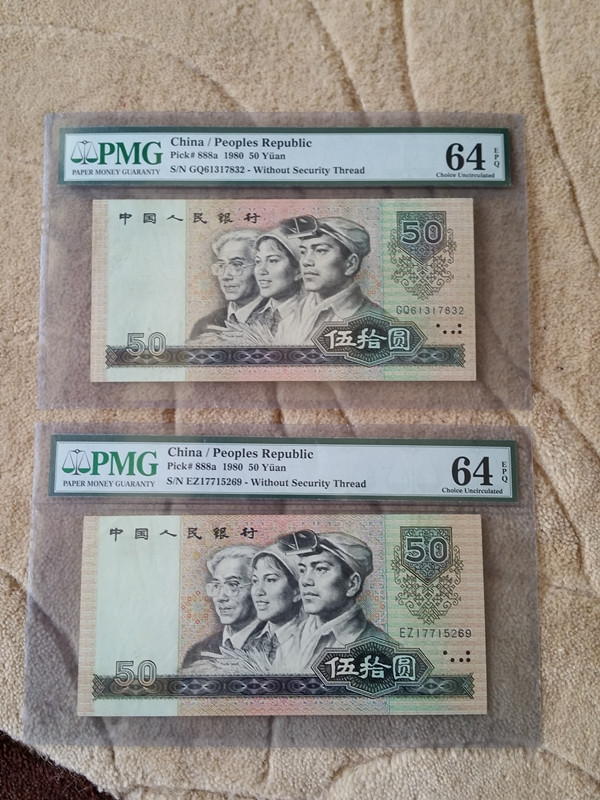 PMG
PAPER MONEY GUARANTY
China / Peoples Republic
Pick# 888a 1980 50 Yüan
S/N GQ61317832 - Without Security Thread
64 EPQ
Choice Uncirculated
中国人民银行
50
GQ61317832
50
伍拾圆
PMG
PAPER MONEY GUARANTY
China / Peoples Republic
Pick# 888a 1980 50 Yüan
S/N EZ17715269 - Without Security Thread
64 EPQ
Choice Uncirculated
中国人民银行
50
EZ17715269
50
伍拾圆